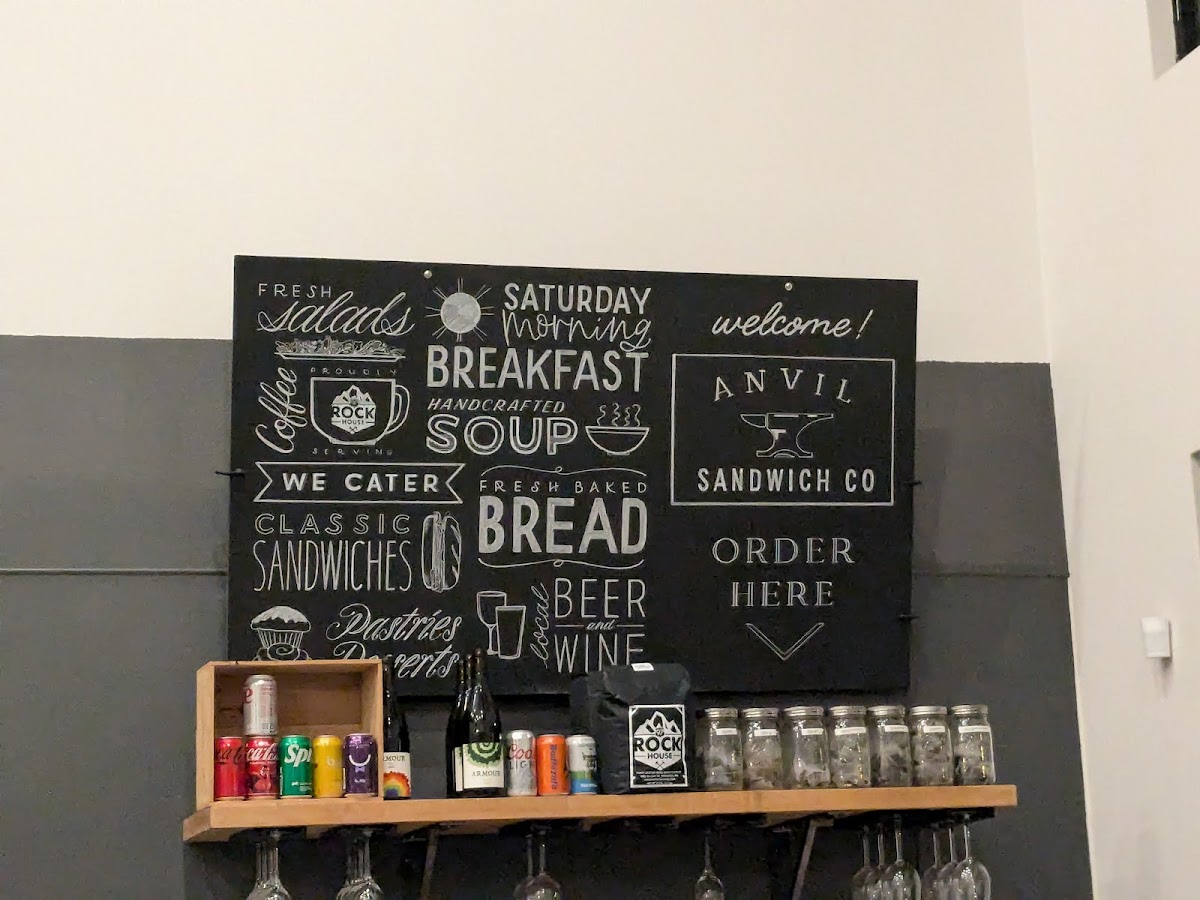 FRESH
salads
Coffee
PROUDLY
ROCK
HOUSE
SERVING
WE CATER
CLASSIC
SANDWICHES
Pastries
Desserts
SATURDAY
morning
BREAKFAST
HANDCRAFTED
SOUP
FRESH BAKED
BREAD
local
BEER
and
WINE
welcome!
ANVIL
SANDWICH CO
ORDER
HERE
ARMOUR
ROCK
HOUSE